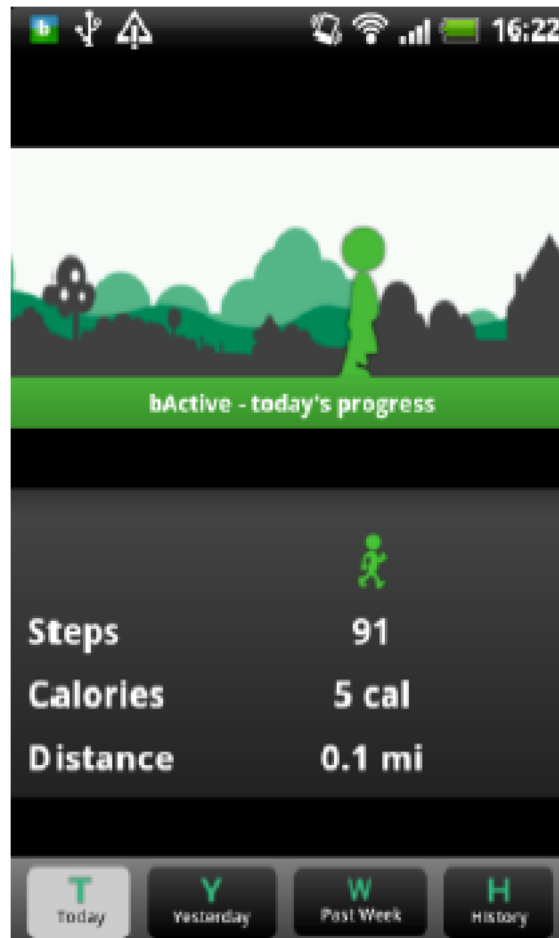 b 16:22
bActive - today's progress
Steps 91
Calories 5 cal
Distance 0.1 mi
T Y W H
Today Yesterday Past Week History